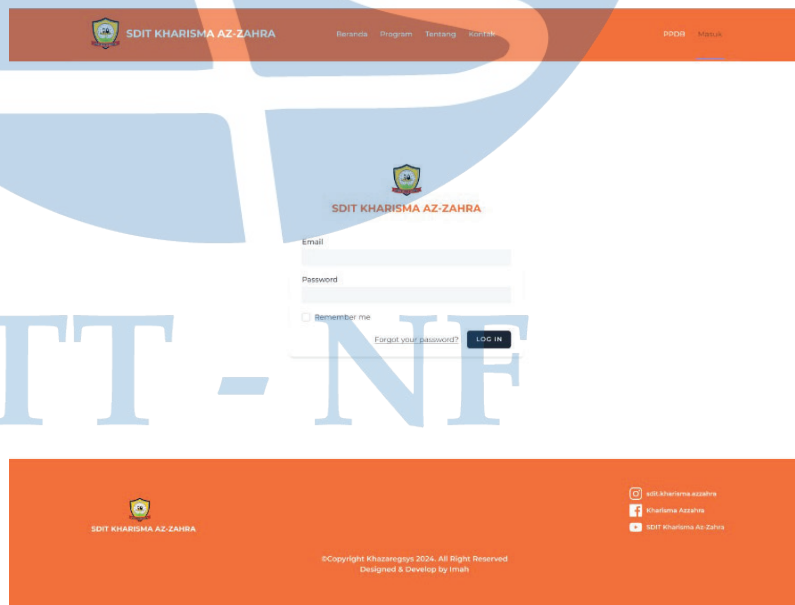 SDIT KHARISMA AZ-ZAHRA
Beranda Program Tentang Kontak
PPDB Masuk
SDIT KHARISMA AZ-ZAHRA
Email
Password
Remember me
Forgot your password? LOG IN
TT - NF
SDIT KHARISMA AZ-ZAHRA
sdit.kharisma.azzahra
Kharisma Azzahra
SDIT Kharisma Az-Zahra
©Copyright Khazaregsys 2024. All Right Reserved
Designed & Develop by Imah